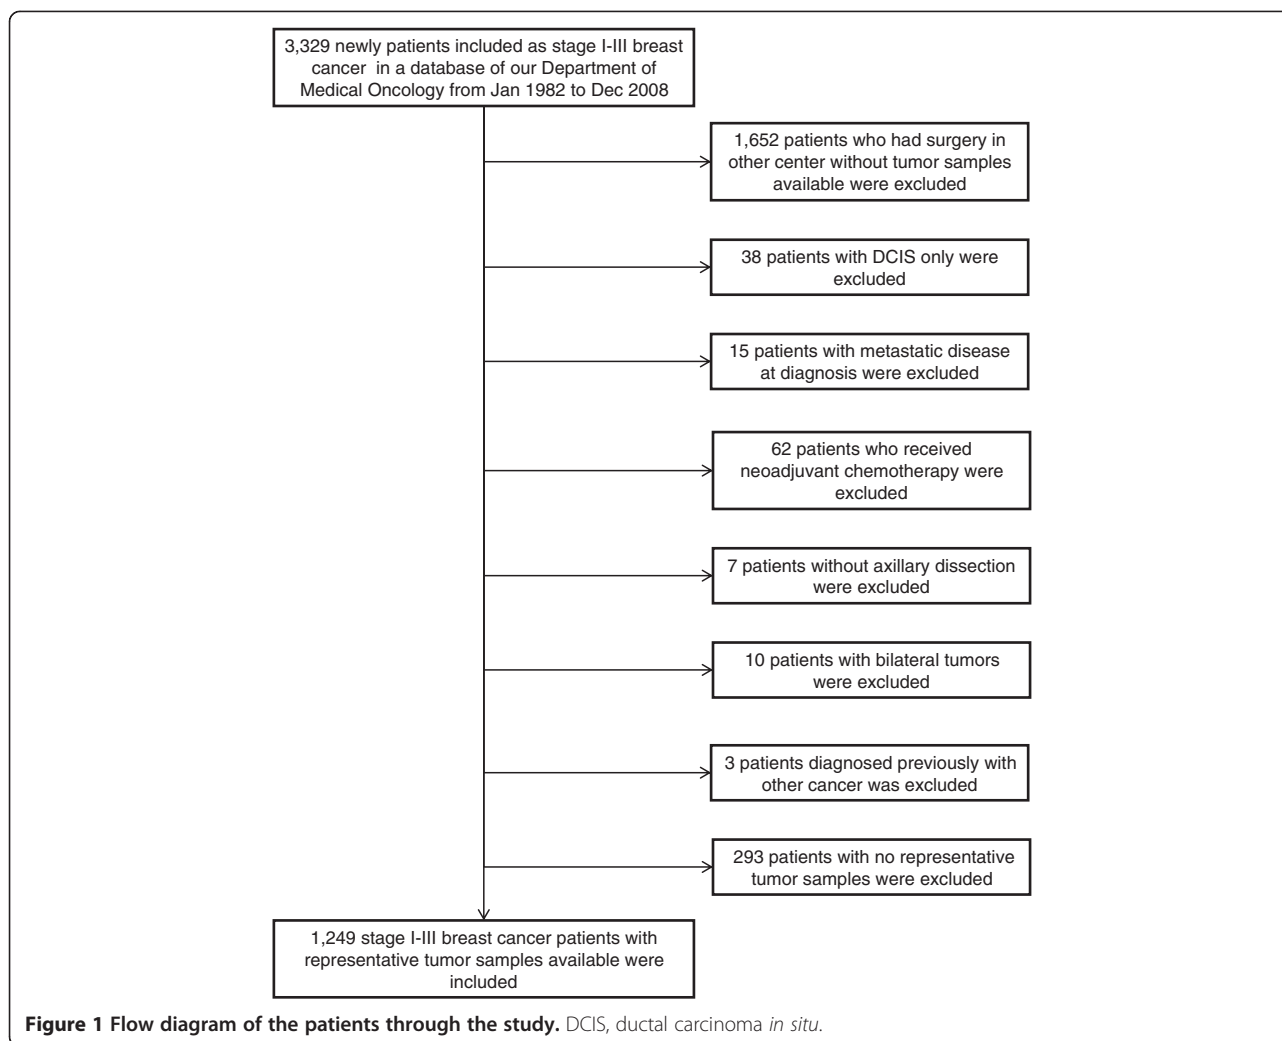 3,329 newly patients included as stage I-III breast
cancer in a database of our Department of
Medical Oncology from Jan 1982 to Dec 2008
1,652 patients who had surgery in
other center without tumor samples
available were excluded
38 patients with DCIS only were
excluded
15 patients with metastatic disease
at diagnosis were excluded
62 patients who received
neoadjuvant chemotherapy were
excluded
7 patients without axillary dissection
were excluded
10 patients with bilateral tumors
were excluded
3 patients diagnosed previously with
other cancer was excluded
293 patients with no representative
tumor samples were excluded
1,249 stage I-III breast cancer patients with
representative tumor samples available were
included
Figure 1 Flow diagram of the patients through the study. DCIS, ductal carcinoma in situ.